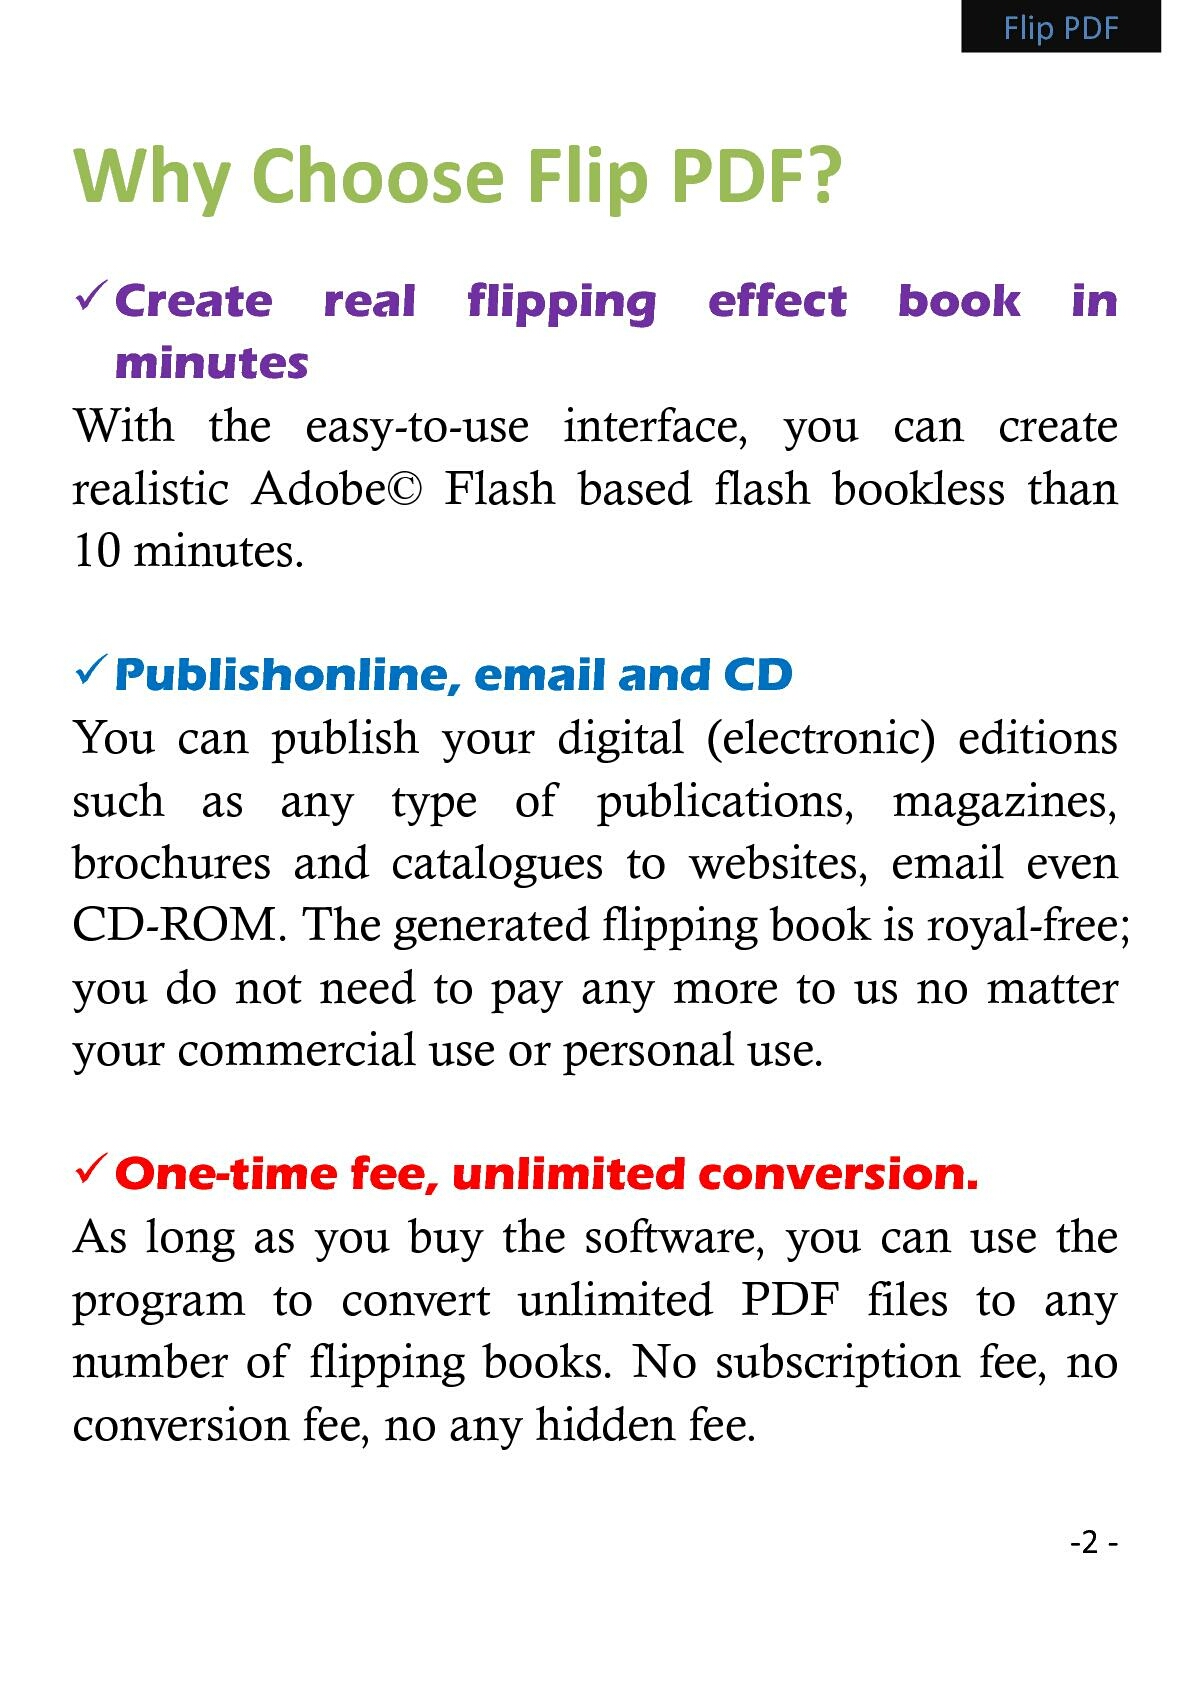 Flip PDF
Why Choose Flip PDF?
✓Create real flipping effect book in
minutes
With the easy-to-use interface, you can create
realistic Adobe© Flash based flash bookless than
10 minutes.
✓Publishonline, email and CD
You can publish your digital (electronic) editions
such as any type of publications, magazines,
brochures and catalogues to websites, email even
CD-ROM. The generated flipping book is royal-free;
you do not need to pay any more to us no matter
your commercial use or personal use.
✓One-time fee, unlimited conversion.
As long as you buy the software, you can use the
program to convert unlimited PDF files to any
number of flipping books. No subscription fee, no
conversion fee, no any hidden fee.
-2 -